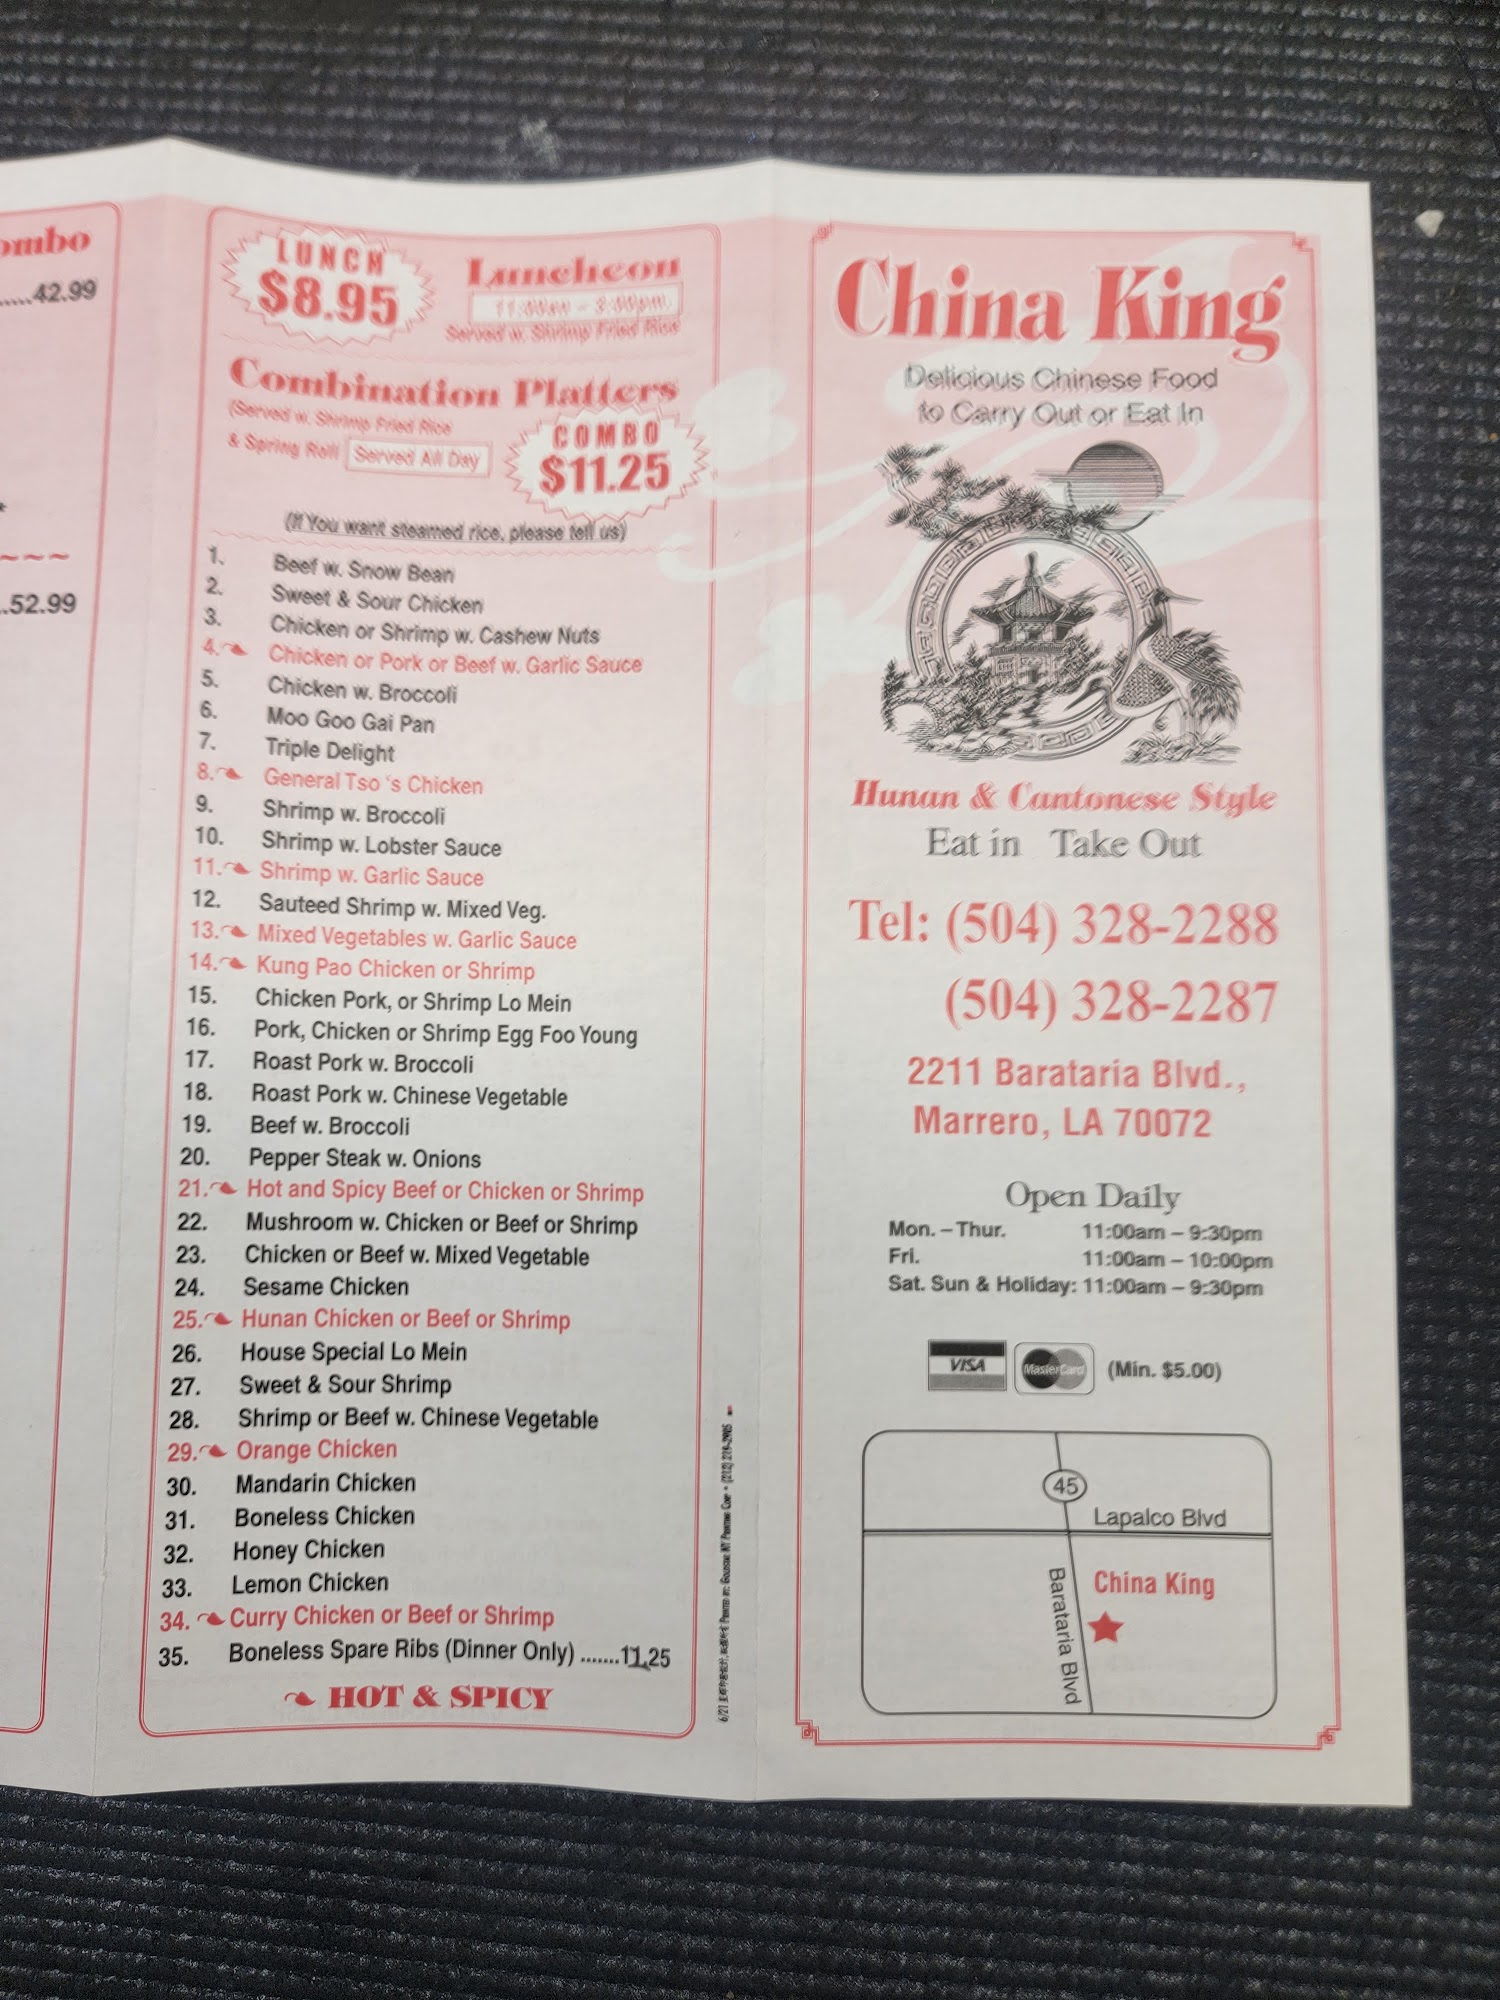 ombo
.....42.99
..52.99
LUNCH
$8.95
Luncheon
11:00am - 3:00pm.
Served w. Shrimp Fried Rice
Combination Platters
(Served w. Shrimp Fried Rice
& Spring Roll Served All Day
COMBO
$11.25
(If You want steamed rice, please tell us)
1. Beef w. Snow Bean
2. Sweet & Sour Chicken
3. Chicken or Shrimp w. Cashew Nuts
4. Chicken or Pork or Beef w. Garlic Sauce
5. Chicken w. Broccoli
6. Moo Goo Gai Pan
7. Triple Delight
8. General Tso 's Chicken
9. Shrimp w. Broccoli
10. Shrimp w. Lobster Sauce
11. Shrimp w. Garlic Sauce
12. Sauteed Shrimp w. Mixed Veg.
13. Mixed Vegetables w. Garlic Sauce
14. Kung Pao Chicken or Shrimp
15. Chicken Pork, or Shrimp Lo Mein
16. Pork, Chicken or Shrimp Egg Foo Young
17. Roast Pork w. Broccoli
18. Roast Pork w. Chinese Vegetable
19. Beef w. Broccoli
20. Pepper Steak w. Onions
21. Hot and Spicy Beef or Chicken or Shrimp
22. Mushroom w. Chicken or Beef or Shrimp
23. Chicken or Beef w. Mixed Vegetable
24. Sesame Chicken
25. Hunan Chicken or Beef or Shrimp
26. House Special Lo Mein
27. Sweet & Sour Shrimp
28. Shrimp or Beef w. Chinese Vegetable
29. Orange Chicken
30. Mandarin Chicken
31. Boneless Chicken
32. Honey Chicken
33. Lemon Chicken
34. Curry Chicken or Beef or Shrimp
35. Boneless Spare Ribs (Dinner Only) .......11.25
HOT & SPICY
China King
Delicious Chinese Food
to Carry Out or Eat In
Hunan & Cantonese Style
Eat in Take Out
Tel: (504) 328-2288
(504) 328-2287
2211 Barataria Blvd.,
Marrero, LA 70072
Open Daily
Mon. – Thur. 11:00am – 9:30pm
Fri. 11:00am – 10:00pm
Sat. Sun & Holiday: 11:00am – 9:30pm
VISA MasterCard (Min. $5.00)
45
Lapalco Blvd
China King
Barataria Blvd